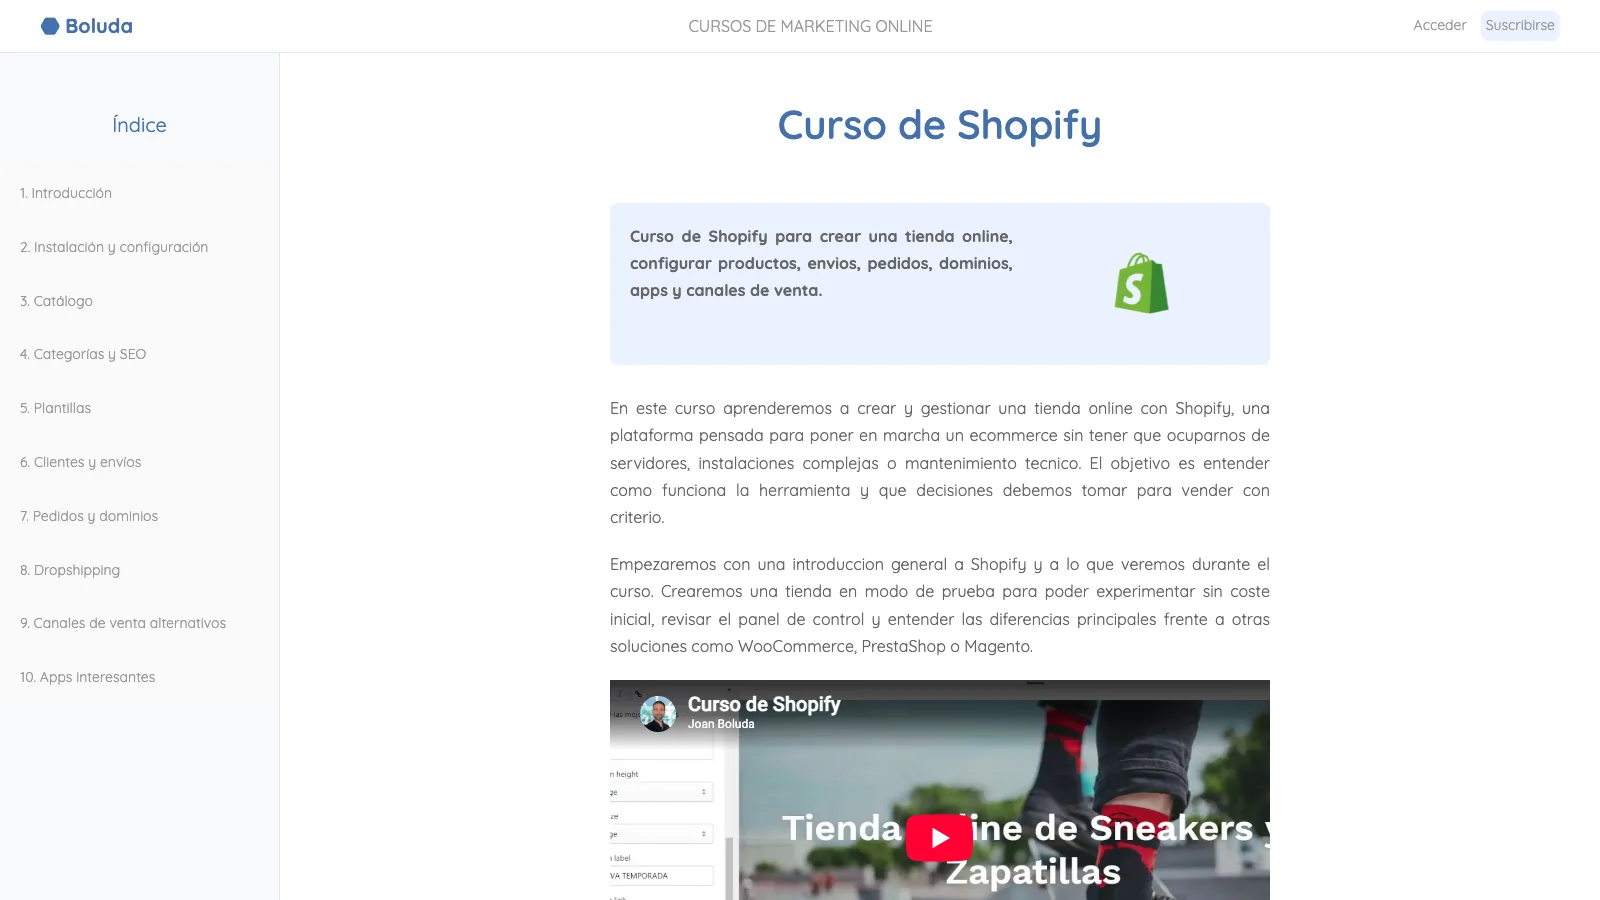 Boluda
CURSOS DE MARKETING ONLINE
Acceder
Suscribirse
Índice
1. Introducción
2. Instalación y configuración
3. Catálogo
4. Categorías y SEO
5. Plantillas
6. Clientes y envíos
7. Pedidos y dominios
8. Dropshipping
9. Canales de venta alternativos
10. Apps interesantes
Curso de Shopify
Curso de Shopify para crear una tienda online,
configurar productos, envios, pedidos, dominios,
apps y canales de venta.
En este curso aprenderemos a crear y gestionar una tienda online con Shopify, una
plataforma pensada para poner en marcha un ecommerce sin tener que ocuparnos de
servidores, instalaciones complejas o mantenimiento tecnico. El objetivo es entender
como funciona la herramienta y que decisiones debemos tomar para vender con
criterio.
Empezaremos con una introduccion general a Shopify y a lo que veremos durante el
curso. Crearemos una tienda en modo de prueba para poder experimentar sin coste
inicial, revisar el panel de control y entender las diferencias principales frente a otras
soluciones como WooCommerce, PrestaShop o Magento.
Curso de Shopify
Joan Boluda
height
label
VA TEMPORADA
Tienda de Sneakers y
Zapatillas